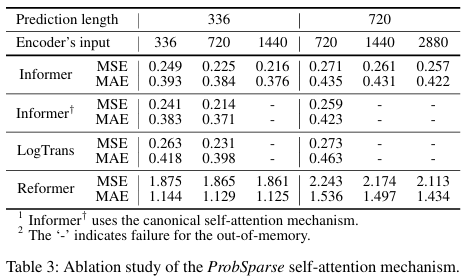 Prediction length 336 720
Encoder's input 336 720 1440 720 1440 2880
Informer MSE 0.249 0.225 0.216 0.271 0.261 0.257
MAE 0.393 0.384 0.376 0.435 0.431 0.422
Informer† MSE 0.241 0.214 - 0.259 - -
MAE 0.383 0.371 - 0.423 - -
LogTrans MSE 0.263 0.231 - 0.273 - -
MAE 0.418 0.398 - 0.463 - -
Reformer MSE 1.875 1.865 1.861 2.243 2.174 2.113
MAE 1.144 1.129 1.125 1.536 1.497 1.434
1 Informer† uses the canonical self-attention mechanism.
2 The '-' indicates failure for the out-of-memory.
Table 3: Ablation study of the ProbSparse self-attention mechanism.